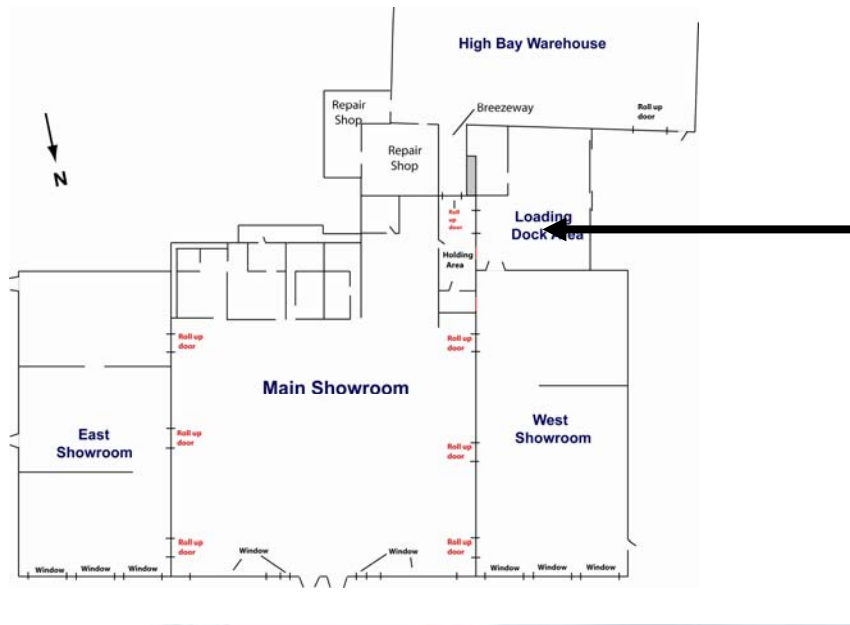 High Bay Warehouse
Repair
Shop
Breezeway
Roll up
door
Repair
Shop
N
Roll
up
door
Loading
Dock Area
Holding
Area
Roll up
door
Roll up
door
Main Showroom
East
Showroom
Roll up
door
Roll up
door
West
Showroom
Roll up
door
Roll up
door
Window
Window
Window
Window
Window
Window
Window
Window